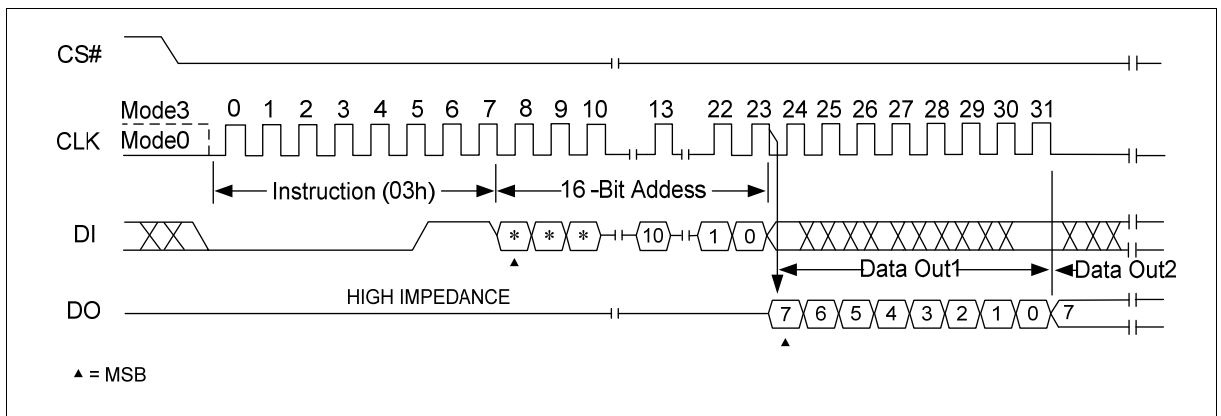 CS#
Mode3 0 1 2 3 4 5 6 7 8 9 10 13 22 23 24 25 26 27 28 29 30 31
CLK Mode0
Instruction (03h) 16 -Bit Addess
DI * * * 10 1 0
Data Out1 Data Out2
HIGH IMPEDANCE
DO 7 6 5 4 3 2 1 0 7
▲ = MSB